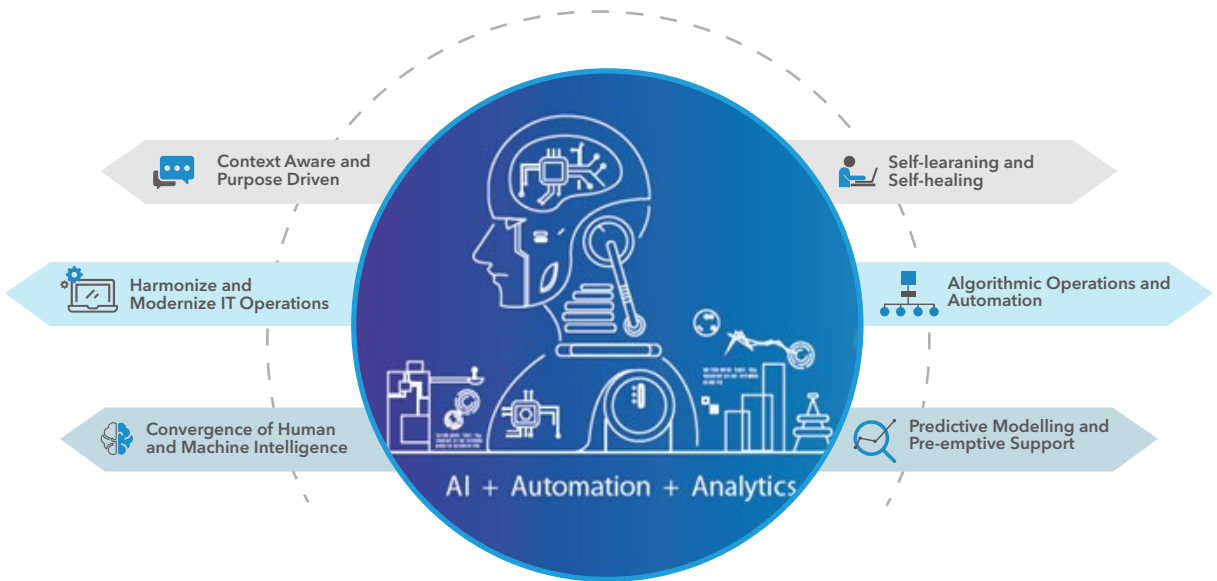 Context Aware and
Purpose Driven
Self-learaning and
Self-healing
Harmonize and
Modernize IT Operations
Algorithmic Operations and
Automation
Convergence of Human
and Machine Intelligence
Predictive Modelling and
Pre-emptive Support
AI + Automation + Analytics